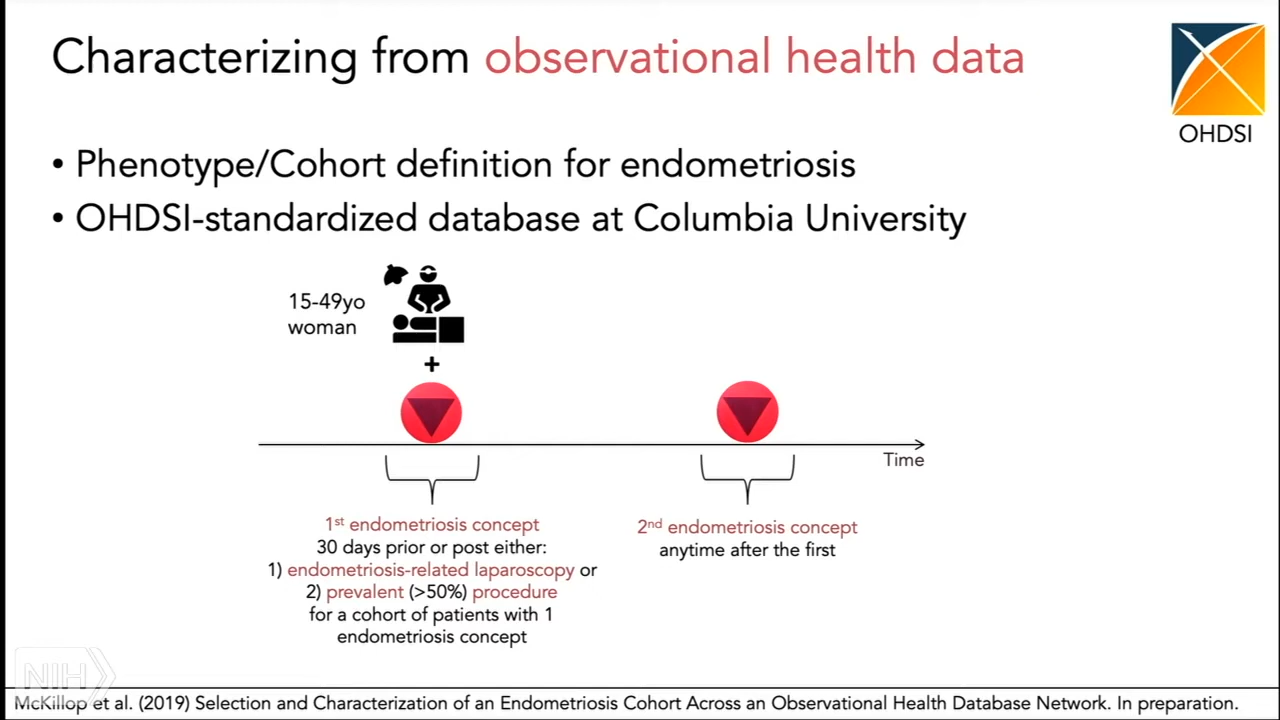 Characterizing from observational health data
OHDSI
• Phenotype/Cohort definition for endometriosis
• OHDSI-standardized database at Columbia University
15-49yo
woman
+
Time
1st endometriosis concept
30 days prior or post either:
1) endometriosis-related laparoscopy or
2) prevalent (>50%) procedure
for a cohort of patients with 1
endometriosis concept
2nd endometriosis concept
anytime after the first
NIH
McKillop et al. (2019) Selection and Characterization of an Endometriosis Cohort Across an Observational Health Database Network. In preparation.